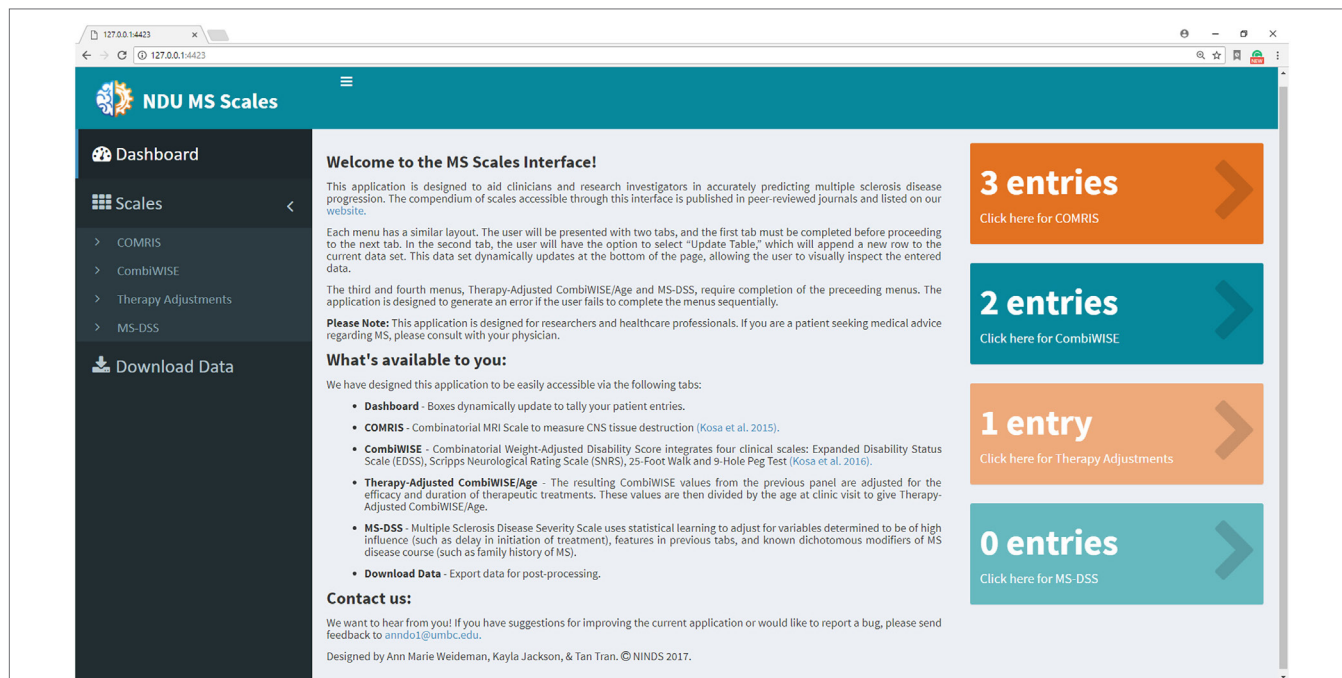 127.0.0.1:4423
127.0.0.1:4423
NEW
NDU MS Scales
Dashboard
Scales
COMRIS
CombiWISE
Therapy Adjustments
MS-DSS
Download Data
Welcome to the MS Scales Interface!
This application is designed to aid clinicians and research investigators in accurately predicting multiple sclerosis disease
progression. The compendium of scales accessible through this interface is published in peer-reviewed journals and listed on our
website.
Each menu has a similar layout. The user will be presented with two tabs, and the first tab must be completed before proceeding
to the next tab. In the second tab, the user will have the option to select “Update Table,” which will append a new row to the
current data set. This data set dynamically updates at the bottom of the page, allowing the user to visually inspect the entered
data.
The third and fourth menus, Therapy-Adjusted CombiWISE/Age and MS-DSS, require completion of the preceeding menus. The
application is designed to generate an error if the user fails to complete the menus sequentially.
Please Note: This application is designed for researchers and healthcare professionals. If you are a patient seeking medical advice
regarding MS, please consult with your physician.
What's available to you:
We have designed this application to be easily accessible via the following tabs:
• Dashboard - Boxes dynamically update to tally your patient entries.
• COMRIS - Combinatorial MRI Scale to measure CNS tissue destruction (Kosa et al. 2015).
• CombiWISE - Combinatorial Weight-Adjusted Disability Score integrates four clinical scales: Expanded Disability Status
Scale (EDSS), Scripps Neurological Rating Scale (SNRS), 25-Foot Walk and 9-Hole Peg Test (Kosa et al. 2016).
• Therapy-Adjusted CombiWISE/Age - The resulting CombiWISE values from the previous panel are adjusted for the
efficacy and duration of therapeutic treatments. These values are then divided by the age at clinic visit to give Therapy-
Adjusted CombiWISE/Age.
• MS-DSS - Multiple Sclerosis Disease Severity Scale uses statistical learning to adjust for variables determined to be of high
influence (such as delay in initiation of treatment), features in previous tabs, and known dichotomous modifiers of MS
disease course (such as family history of MS).
• Download Data - Export data for post-processing.
Contact us:
We want to hear from you! If you have suggestions for improving the current application or would like to report a bug, please send
feedback to anndo1@umbc.edu.
Designed by Ann Marie Weideman, Kayla Jackson, & Tan Tran. © NINDS 2017.
3 entries
Click here for COMRIS
2 entries
Click here for CombiWISE
1 entry
Click here for Therapy Adjustments
0 entries
Click here for MS-DSS